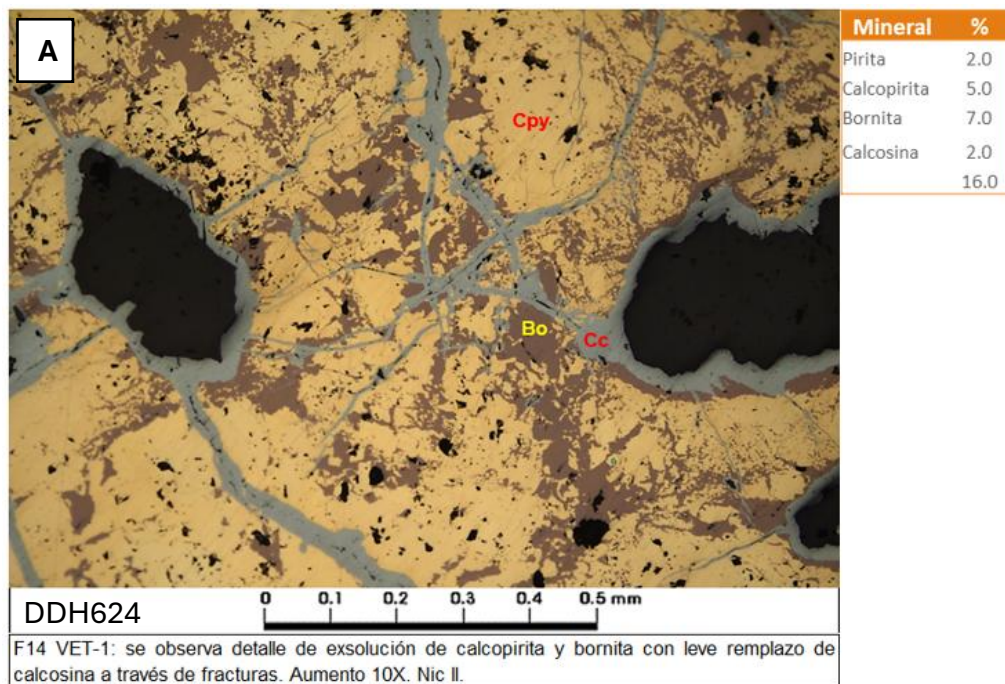 A
Mineral %
Pirita 2.0
Calcopirita 5.0
Bornita 7.0
Calcosina 2.0
16.0
Cpy
Bo
Cc
DDH624
0 0.1 0.2 0.3 0.4 0.5 mm
F14 VET-1: se observa detalle de exsolución de calcopirita y bornita con leve remplazo de
calcosina a través de fracturas. Aumento 10X. Nic II.